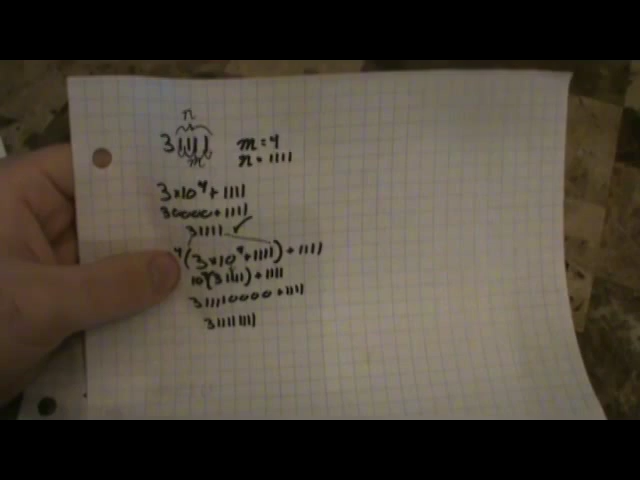 n
31111 m = 4
m n = 1111
3×10⁴ + 1111
30000 + 1111
31111 ✓
⁴(3×10⁴ + 1111) + 1111
10⁴(31111) + 1111
311110000 + 1111
311111111